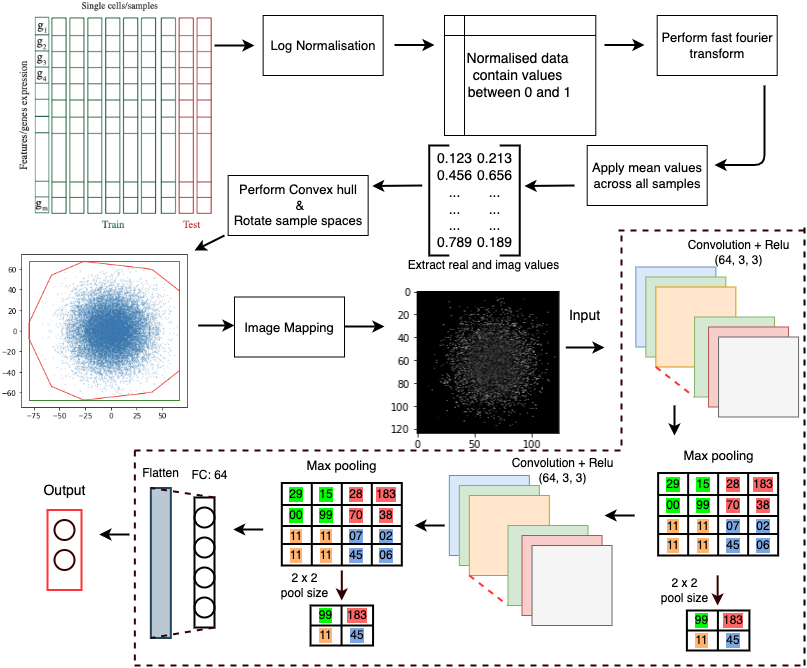 Single cells/samples
Features/genes expression
g1
g2
g3
g4
gm
Train
Test
Log Normalisation
Normalised data
contain values
between 0 and 1
Perform fast fourier
transform
Apply mean values
across all samples
0.123 0.213
0.456 0.656
... ...
... ...
... ...
0.789 0.189
Extract real and imag values
Perform Convex hull
&
Rotate sample spaces
60
40
20
0
−20
−40
−60
−75 −50 −25 0 25 50
Image Mapping
0
20
40
60
80
100
120
0 50 100
Input
Convolution + Relu
(64, 3, 3)
Max pooling
29 15 28 183
00 99 70 38
11 11 07 02
11 11 45 06
2 x 2
pool size
99 183
11 45
Convolution + Relu
(64, 3, 3)
Max pooling
29 15 28 183
00 99 70 38
11 11 07 02
11 11 45 06
2 x 2
pool size
99 183
11 45
Flatten
FC: 64
Output